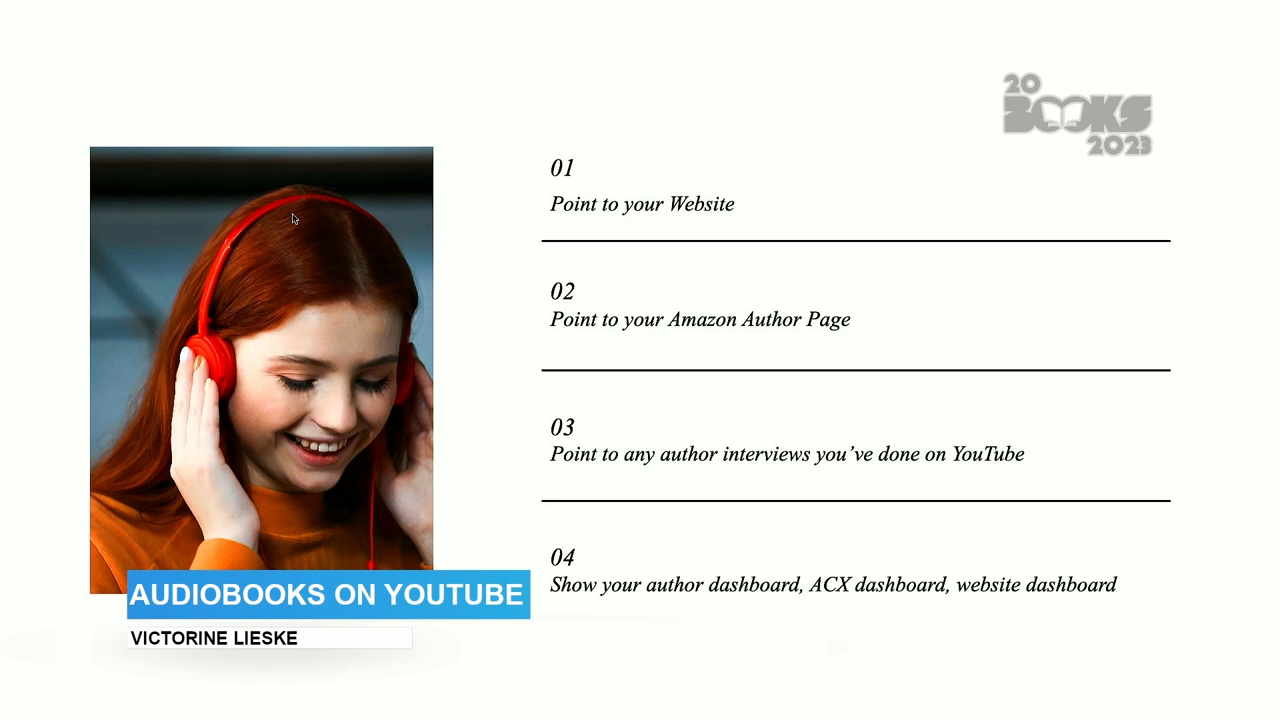 20
BOOKS
2023
01
Point to your Website
02
Point to your Amazon Author Page
03
Point to any author interviews you’ve done on YouTube
04
Show your author dashboard, ACX dashboard, website dashboard
AUDIOBOOKS ON YOUTUBE
VICTORINE LIESKE